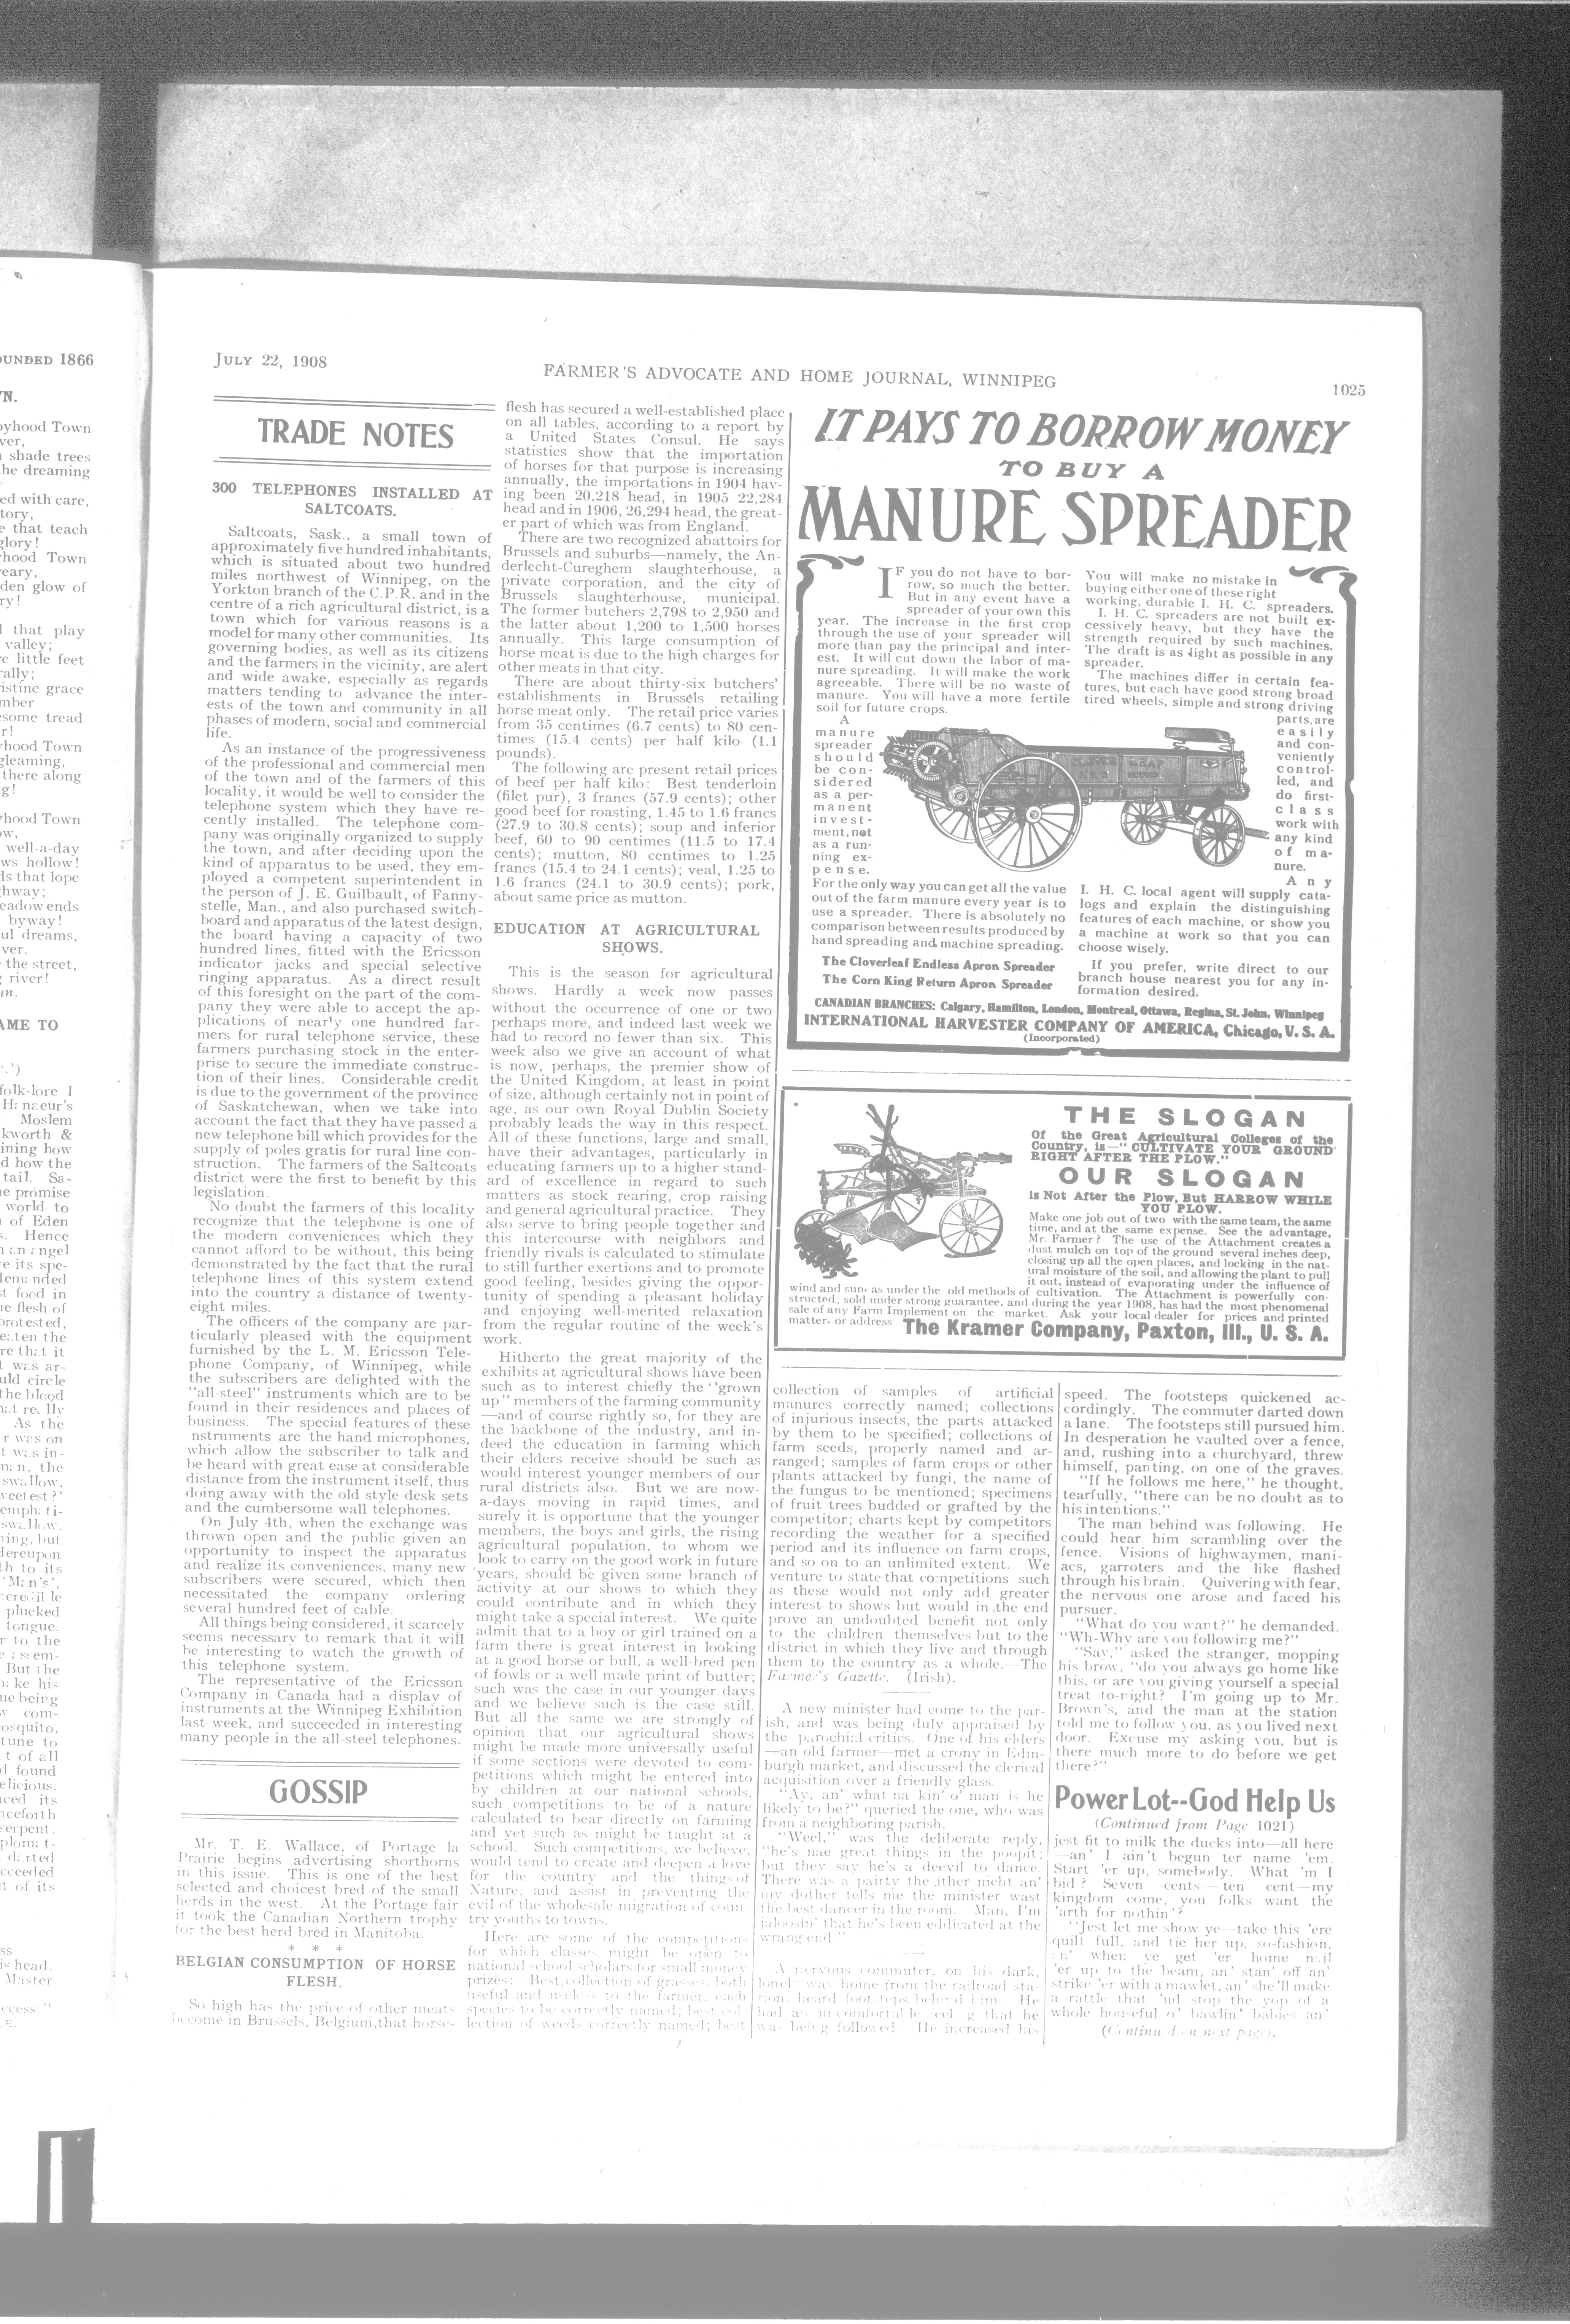 OUNDED 1866
JULY 22, 1908
FARMER'S ADVOCATE AND HOME JOURNAL, WINNIPEG
1025
TRADE NOTES
300 TELEPHONES INSTALLED AT
SALTCOATS.
Saltcoats, Sask., a small town of
approximately five hundred inhabitants,
which is situated about two hundred
miles northwest of Winnipeg, on the
Yorkton branch of the C.P.R. and in the
centre of a rich agricultural district, is a
town which for various reasons is a
model for many other communities. Its
governing bodies, as well as its citizens
and the farmers in the vicinity, are alert
and wide awake, especially as regards
matters tending to advance the inter-
ests of the town and community in all
phases of modern, social and commercial
life.
As an instance of the progressiveness
of the professional and commercial men
of the town and of the farmers of this
locality, it would be well to consider the
telephone system which they have re-
cently installed. The telephone com-
pany was originally organized to supply
the town, and after deciding upon the
kind of apparatus to be used, they em-
ployed a competent superintendent in
the person of J. E. Guilbault, of Fanny-
stelle, Man., and also purchased switch-
board and apparatus of the latest design,
the board having a capacity of two
hundred lines, fitted with the Ericsson
indicator jacks and special selective
ringing apparatus. As a direct result
of this foresight on the part of the com-
pany they were able to accept the ap-
plications of nearly one hundred far-
mers for rural telephone service, these
farmers purchasing stock in the enter-
prise to secure the immediate construc-
tion of their lines. Considerable credit
is due to the government of the province
of Saskatchewan, when we take into
account the fact that they have passed a
new telephone bill which provides for the
supply of poles gratis for rural line con-
struction. The farmers of the Saltcoats
district were the first to benefit by this
legislation.
No doubt the farmers of this locality
recognize that the telephone is one of
the modern conveniences which they
cannot afford to be without, this being
demonstrated by the fact that the rural
telephone lines of this system extend
into the country a distance of twenty-
eight miles.
The officers of the company are par-
ticularly pleased with the equipment
furnished by the L. M. Ericsson Tele-
phone Company, of Winnipeg, while
the subscribers are delighted with the
"all-steel" instruments which are to be
found in their residences and places of
business. The special features of these
nstruments are the hand microphones,
which allow the subscriber to talk and
be heard with great ease at considerable
distance from the instrument itself, thus
doing away with the old style desk sets
and the cumbersome wall telephones.
On July 4th, when the exchange was
thrown open and the public given an
opportunity to inspect the apparatus
and realize its conveniences, many new
subscribers were secured, which then
necessitated the company ordering
several hundred feet of cable.
All things being considered, it scarcely
seems necessary to remark that it will
be interesting to watch the growth of
this telephone system.
The representative of the Ericsson
Company in Canada had a display of
instruments at the Winnipeg Exhibition
last week, and succeeded in interesting
many people in the all-steel telephones.
GOSSIP
Mr. T. E. Wallace, of Portage la
Prairie begins advertising shorthorns
in this issue. This is one of the best
selected and choicest bred of the small
herds in the west. At the Portage fair
it took the Canadian Northern trophy
for the best herd bred in Manitoba.
* * *
BELGIAN CONSUMPTION OF HORSE
FLESH.
So high has the price of other meats
become in Brussels, Belgium,that horse-
flesh has secured a well-established place
on all tables, according to a report by
a United States Consul. He says
statistics show that the importation
of horses for that purpose is increasing
annually, the importations in 1904 hav-
ing been 20,218 head, in 1905 22,284
head and in 1906, 26,294 head, the great-
er part of which was from England.
There are two recognized abattoirs for
Brussels and suburbs—namely, the An-
derlecht-Cureghem slaughterhouse, a
private corporation, and the city of
Brussels slaughterhouse, municipal.
The former butchers 2,798 to 2,950 and
the latter about 1,200 to 1,500 horses
annually. This large consumption of
horse meat is due to the high charges for
other meats in that city.
There are about thirty-six butchers'
establishments in Brussels retailing
horse meat only. The retail price varies
from 35 centimes (6.7 cents) to 80 cen-
times (15.4 cents) per half kilo (1.1
pounds).
The following are present retail prices
of beef per half kilo: Best tenderloin
(filet pur), 3 francs (57.9 cents); other
good beef for roasting, 1.45 to 1.6 francs
(27.9 to 30.8 cents); soup and inferior
beef, 60 to 90 centimes (11.5 to 17.4
cents); mutton, 80 centimes to 1.25
francs (15.4 to 24.1 cents); veal, 1.25 to
1.6 francs (24.1 to 30.9 cents); pork,
about same price as mutton.
EDUCATION AT AGRICULTURAL
SHOWS.
This is the season for agricultural
shows. Hardly a week now passes
without the occurrence of one or two
perhaps more, and indeed last week we
had to record no fewer than six. This
week also we give an account of what
is now, perhaps, the premier show of
the United Kingdom, at least in point
of size, although certainly not in point of
age, as our own Royal Dublin Society
probably leads the way in this respect.
All of these functions, large and small,
have their advantages, particularly in
educating farmers up to a higher stand-
ard of excellence in regard to such
matters as stock rearing, crop raising
and general agricultural practice. They
also serve to bring people together and
this intercourse with neighbors and
friendly rivals is calculated to stimulate
to still further exertions and to promote
good feeling, besides giving the oppor-
tunity of spending a pleasant holiday
and enjoying well-merited relaxation
from the regular routine of the week's
work.
Hitherto the great majority of the
exhibits at agricultural shows have been
such as to interest chiefly the "grown
up" members of the farming community
—and of course rightly so, for they are
the backbone of the industry, and in-
deed the education in farming which
their elders receive should be such as
would interest younger members of our
rural districts also. But we are now-
a-days moving in rapid times, and
surely it is opportune that the younger
members, the boys and girls, the rising
agricultural population, to whom we
look to carry on the good work in future
years, should be given some branch of
activity at our shows to which they
could contribute and in which they
might take a special interest. We quite
admit that to a boy or girl trained on a
farm there is great interest in looking
at a good horse or bull, a well-bred pen
of fowls or a well made print of butter;
such was the case in our younger days
and we believe such is the case still.
But all the same we are strongly of
opinion that our agricultural shows
might be made more universally useful
if some sections were devoted to com-
petitions which might be entered into
by children at our national schools,
such competitions to be of a nature
calculated to bear directly on farming
and yet such as might be taught at a
school. Such competitions, we believe,
would tend to create and deepen a love
for the country and the things of
Nature, and assist in preventing the
evil of the wholesale migration of coun-
try youths to towns.
Here are some of the competitions
for which classes might be open to
national school scholars for small money
prizes:—Best collection of grasses, both
useful and useless to the farmer, each
species to be correctly named; best col-
lection of weeds correctly named; best
IT PAYS TO BORROW MONEY
TO BUY A
MANURE SPREADER
IF you do not have to bor-
row, so much the better.
But in any event have a
spreader of your own this
year. The increase in the first crop
through the use of your spreader will
more than pay the principal and inter-
est. It will cut down the labor of ma-
nure spreading. It will make the work
agreeable. There will be no waste of
manure. You will have a more fertile
soil for future crops.
A
manure
spreader
should
be con-
sidered
as a per-
manent
invest-
ment, not
as a run-
ning ex-
pense.
For the only way you can get all the value
out of the farm manure every year is to
use a spreader. There is absolutely no
comparison between results produced by
hand spreading and machine spreading.
The Cloverleaf Endless Apron Spreader
The Corn King Return Apron Spreader
You will make no mistake in
buying either one of these right
working, durable I. H. C. spreaders.
I. H. C. spreaders are not built ex-
cessively heavy, but they have the
strength required by such machines.
The draft is as light as possible in any
spreader.
The machines differ in certain fea-
tures, but each have good strong broad
tired wheels, simple and strong driving
parts, are
easily
and con-
veniently
control-
led, and
do first-
class
work with
any kind
of ma-
nure.
Any
I. H. C. local agent will supply cata-
logs and explain the distinguishing
features of each machine, or show you
a machine at work so that you can
choose wisely.
If you prefer, write direct to our
branch house nearest you for any in-
formation desired.
CANADIAN BRANCHES: Calgary, Hamilton, London, Montreal, Ottawa, Regina, St. John, Winnipeg
INTERNATIONAL HARVESTER COMPANY OF AMERICA, Chicago, U. S. A.
(Incorporated)
THE SLOGAN
Of the Great Agricultural Colleges of the
Country, is—"CULTIVATE YOUR GROUND
RIGHT AFTER THE PLOW."
OUR SLOGAN
is Not After the Plow, But HARROW WHILE
YOU PLOW.
Make one job out of two with the same team, the same
time, and at the same expense. See the advantage,
Mr. Farmer? The use of the Attachment creates a
dust mulch on top of the ground several inches deep,
closing up all the open places, and locking in the nat-
ural moisture of the soil, and allowing the plant to pull
it out, instead of evaporating under the influence of
wind and sun, as under the old methods of cultivation. The Attachment is powerfully con-
structed; sold under strong guarantee, and during the year 1908, has had the most phenomenal
sale of any Farm Implement on the market. Ask your local dealer for prices and printed
matter, or address The Kramer Company, Paxton, Ill., U. S. A.
collection of samples of artificial
manures correctly named; collections
of injurious insects, the parts attacked
by them to be specified; collections of
farm seeds, properly named and ar-
ranged; samples of farm crops or other
plants attacked by fungi, the name of
the fungus to be mentioned; specimens
of fruit trees budded or grafted by the
competitor; charts kept by competitors
recording the weather for a specified
period and its influence on farm crops,
and so on to an unlimited extent. We
venture to state that competitions such
as these would not only add greater
interest to shows but would in the end
prove an undoubted benefit not only
to the children themselves but to the
district in which they live and through
them to the country as a whole.—The
Farmer's Gazette. (Irish).
A new minister had come to the par-
ish, and was being duly appraised by
the parochial critics. One of his elders
—an old farmer—met a crony in Edin-
burgh market, and discussed the clerical
acquisition over a friendly glass.
"Ay, an' what na kin' o' man is he
likely to be?" queried the one, who was
from a neighboring parish.
"Weel," was the deliberate reply,
"he's nae great things in the poopit;
but they say he's a deevil to dance.
There was a pairty the ither nicht an'
my dother tells me the minister wast
the best dancer in the room. Man, I'm
jaloosin' that he's been eddicated at the
wrang end."
A nervous commuter, on his dark,
lonely way home from the railroad sta-
tion, heard footsteps behind him. He
had an uncomfortable feeling that he
was being followed. He increased his
speed. The footsteps quickened ac-
cordingly. The commuter darted down
a lane. The footsteps still pursued him.
In desperation he vaulted over a fence,
and, rushing into a churchyard, threw
himself, panting, on one of the graves.
"If he follows me here," he thought,
tearfully, "there can be no doubt as to
his intentions."
The man behind was following. He
could hear him scrambling over the
fence. Visions of highwaymen, mani-
acs, garroters and the like flashed
through his brain. Quivering with fear,
the nervous one arose and faced his
pursuer.
"What do you want?" he demanded.
"Wh-Why are you following me?"
"Say," asked the stranger, mopping
his brow, "do you always go home like
this, or are you giving yourself a special
treat to-night? I'm going up to Mr.
Brown's, and the man at the station
told me to follow you, as you lived next
door. Excuse my asking you, but is
there much more to do before we get
there?"
Power Lot--God Help Us
(Continued from Page 1021)
jest fit to milk the ducks into—all here
—an' I ain't begun ter name 'em.
Start 'er up, somebody. What 'm I
bid? Seven cents—ten cent—my
kingdom come, you folks want the
'arth for nothin'?
"Jest let me show ye—take this 'ere
quilt full, and tie her up, so-fashion,
an' when ye get 'er home nail
'er up to the beam, an' stan' off an'
strike 'er with a mawlet, an' she'll make
a rattle that 'ud stop the yop of a
whole houseful o' bawlin' babies an'
(Continued on next page).